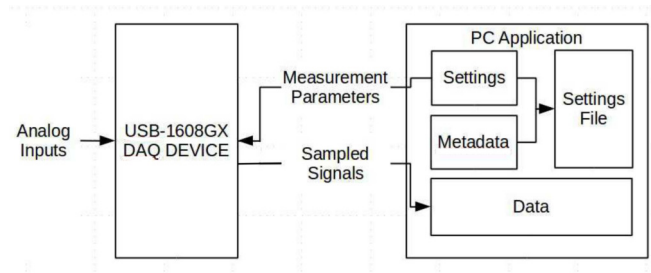 PC Application
Measurement
Parameters
Settings
Settings
File
Analog
Inputs
USB-1608GX
DAQ DEVICE
Metadata
Sampled
Signals
Data